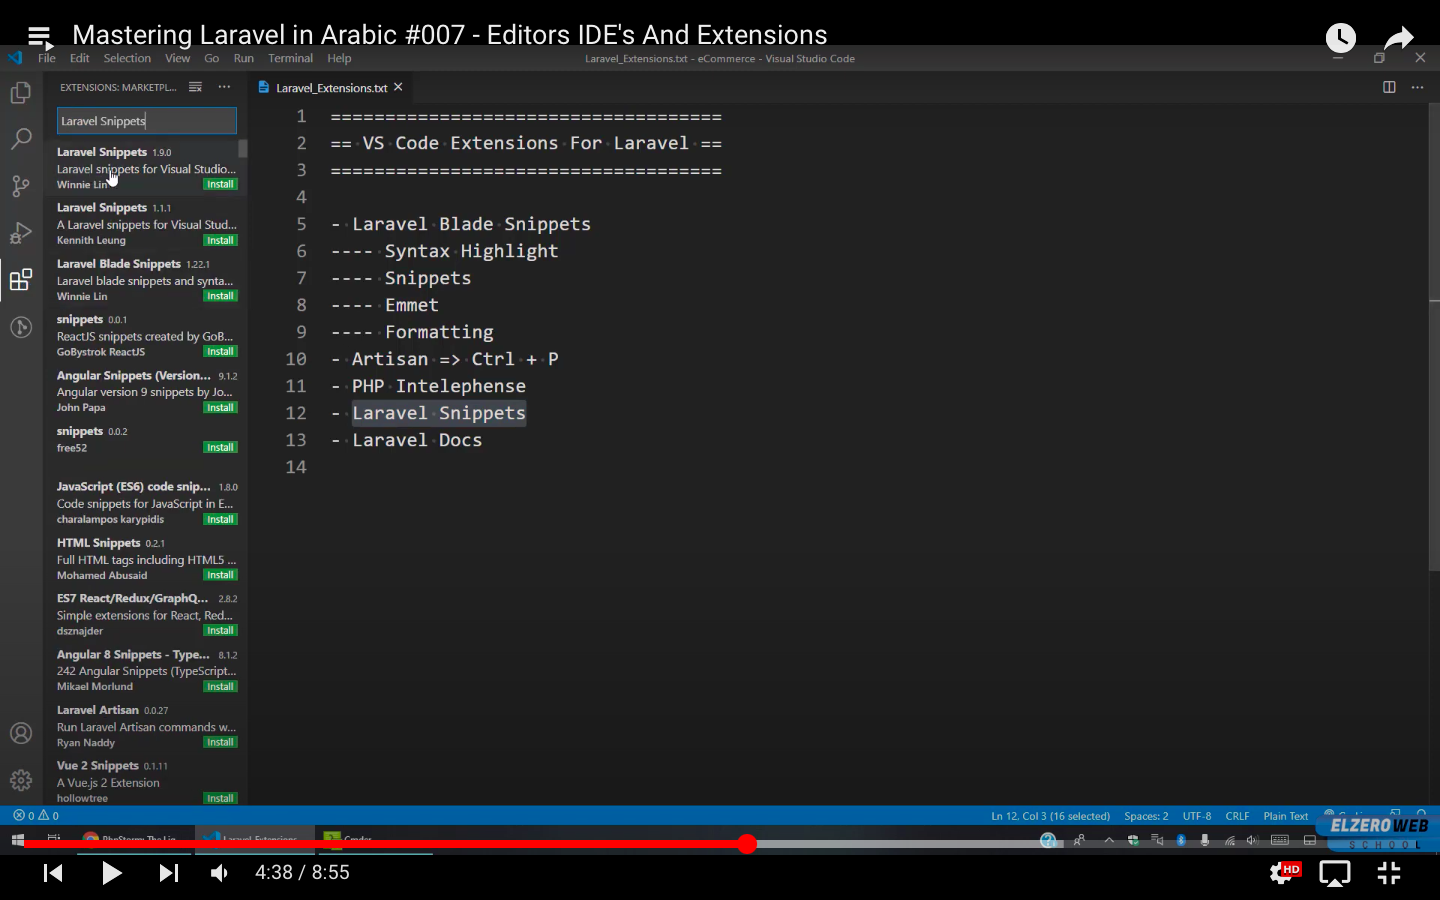 Mastering Laravel in Arabic #007 - Editors IDE's And Extensions
File Edit Selection View Go Run Terminal Help
Laravel_Extensions.txt - eCommerce - Visual Studio Code
EXTENSIONS: MARKETPL...
Laravel_Extensions.txt
Laravel Snippets
Laravel Snippets 1.9.0
Laravel snippets for Visual Studio...
Winnie Lin Install
Laravel Snippets 1.1.1
A Laravel snippets for Visual Stud...
Kennith Leung Install
Laravel Blade Snippets 1.22.1
Laravel blade snippets and synta...
Winnie Lin Install
snippets 0.0.1
ReactJS snippets created by GoB...
GoBystrok ReactJS Install
Angular Snippets (Version... 9.1.2
Angular version 9 snippets by Jo...
John Papa Install
snippets 0.0.2
free52 Install
JavaScript (ES6) code snip... 1.8.0
Code snippets for JavaScript in E...
charalampos karypidis Install
HTML Snippets 0.2.1
Full HTML tags including HTML5 ...
Mohamed Abusaid Install
ES7 React/Redux/GraphQ... 2.8.2
Simple extensions for React, Red...
dsznajder Install
Angular 8 Snippets - Type... 8.1.2
242 Angular Snippets (TypeScript...
Mikael Morlund Install
Laravel Artisan 0.0.27
Run Laravel Artisan commands w...
Ryan Naddy Install
Vue 2 Snippets 0.1.11
A Vue.js 2 Extension
hollowtree Install
1 ====================================
2 == VS Code Extensions For Laravel ==
3 ====================================
4
5 - Laravel Blade Snippets
6 ---- Syntax Highlight
7 ---- Snippets
8 ---- Emmet
9 ---- Formatting
10 - Artisan => Ctrl + P
11 - PHP Intelephense
12 - Laravel Snippets
13 - Laravel Docs
14
0 0
Ln 12, Col 3 (16 selected) Spaces: 2 UTF-8 CRLF Plain Text
ELZEROWEB
SCHOOL
4:38 / 8:55
HD